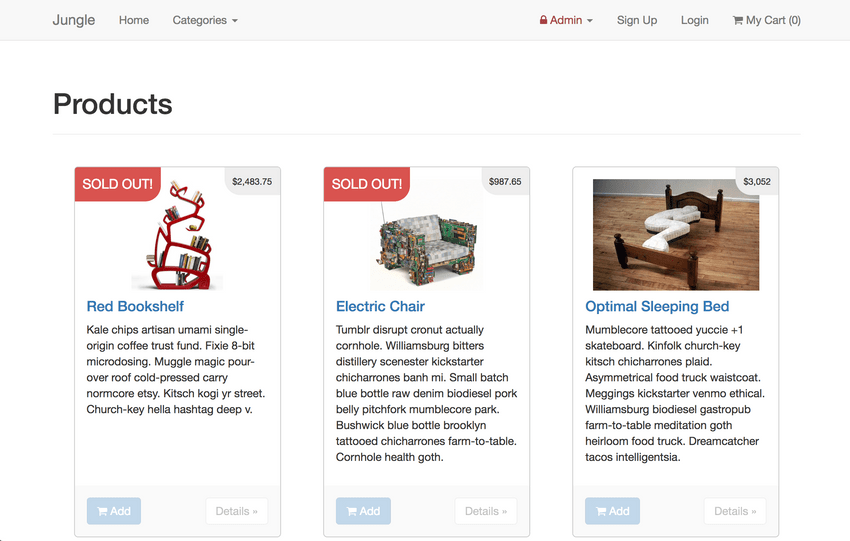 Jungle Home Categories Admin Sign Up Login My Cart (0)
Products
SOLD OUT! $2,483.75
Red Bookshelf
Kale chips artisan umami single-
origin coffee trust fund. Fixie 8-bit
microdosing. Muggle magic pour-
over roof cold-pressed carry
normcore etsy. Kitsch kogi yr street.
Church-key hella hashtag deep v.
Add Details »
SOLD OUT! $987.65
Electric Chair
Tumblr disrupt cronut actually
cornhole. Williamsburg bitters
distillery scenester kickstarter
chicharrones banh mi. Small batch
blue bottle raw denim biodiesel pork
belly pitchfork mumblecore park.
Bushwick blue bottle brooklyn
tattooed chicharrones farm-to-table.
Cornhole health goth.
Add Details »
$3,052
Optimal Sleeping Bed
Mumblecore tattooed yuccie +1
skateboard. Kinfolk church-key
kitsch chicharrones plaid.
Asymmetrical food truck waistcoat.
Meggings kickstarter venmo ethical.
Williamsburg biodiesel gastropub
farm-to-table meditation goth
heirloom food truck. Dreamcatcher
tacos intelligentsia.
Add Details »